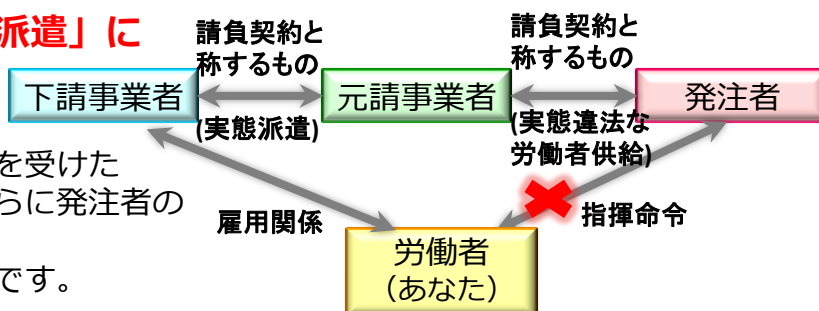 派遣」に
請負契約と
称するもの
請負契約と
称するもの
下請事業者
元請事業者
発注者
(実態派遣)
(実態違法な
労働者供給)
を受けた
らに発注者の
です。
雇用関係
指揮命令
労働者
（あなた）